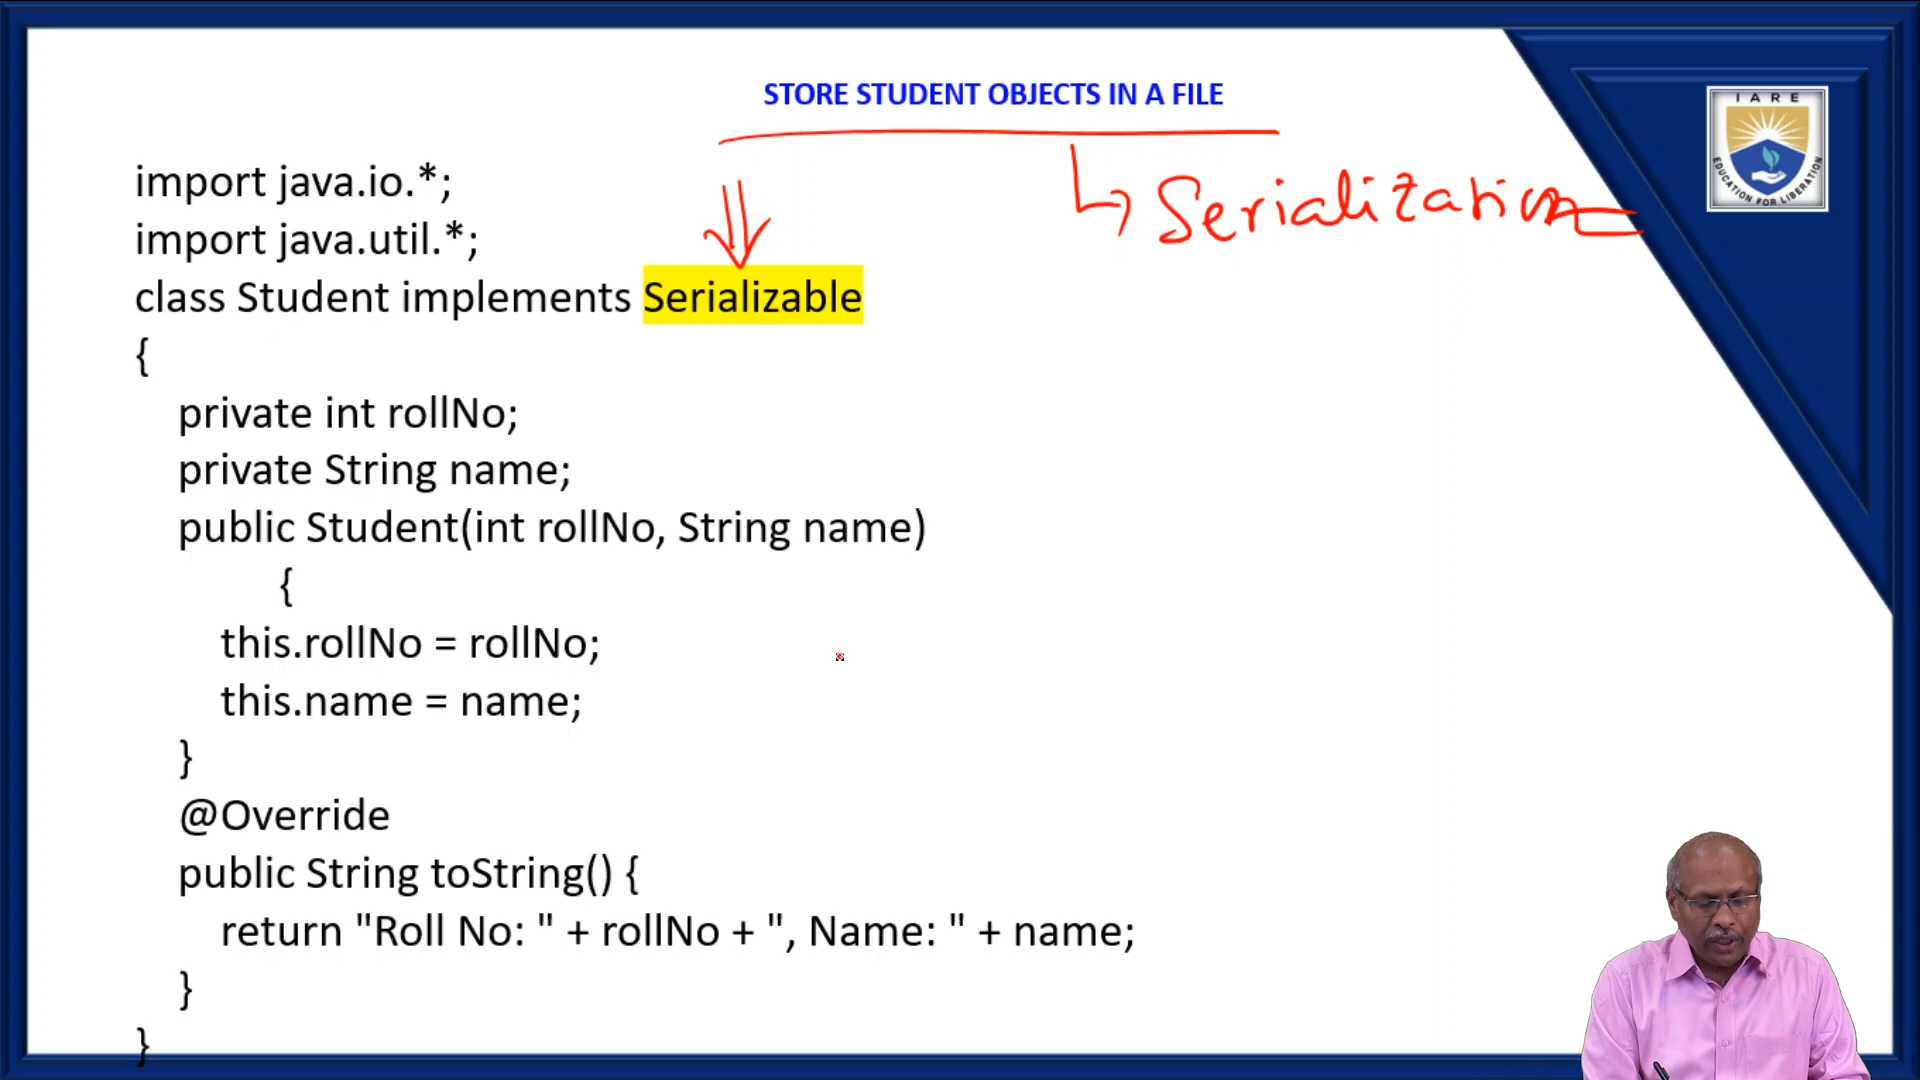 STORE STUDENT OBJECTS IN A FILE
IARE
EDUCATION FOR LIBERATION
Serialization
import java.io.*;
import java.util.*;
class Student implements Serializable
{
private int rollNo;
private String name;
public Student(int rollNo, String name)
{
this.rollNo = rollNo;
this.name = name;
}
@Override
public String toString() {
return "Roll No: " + rollNo + ", Name: " + name;
}
}